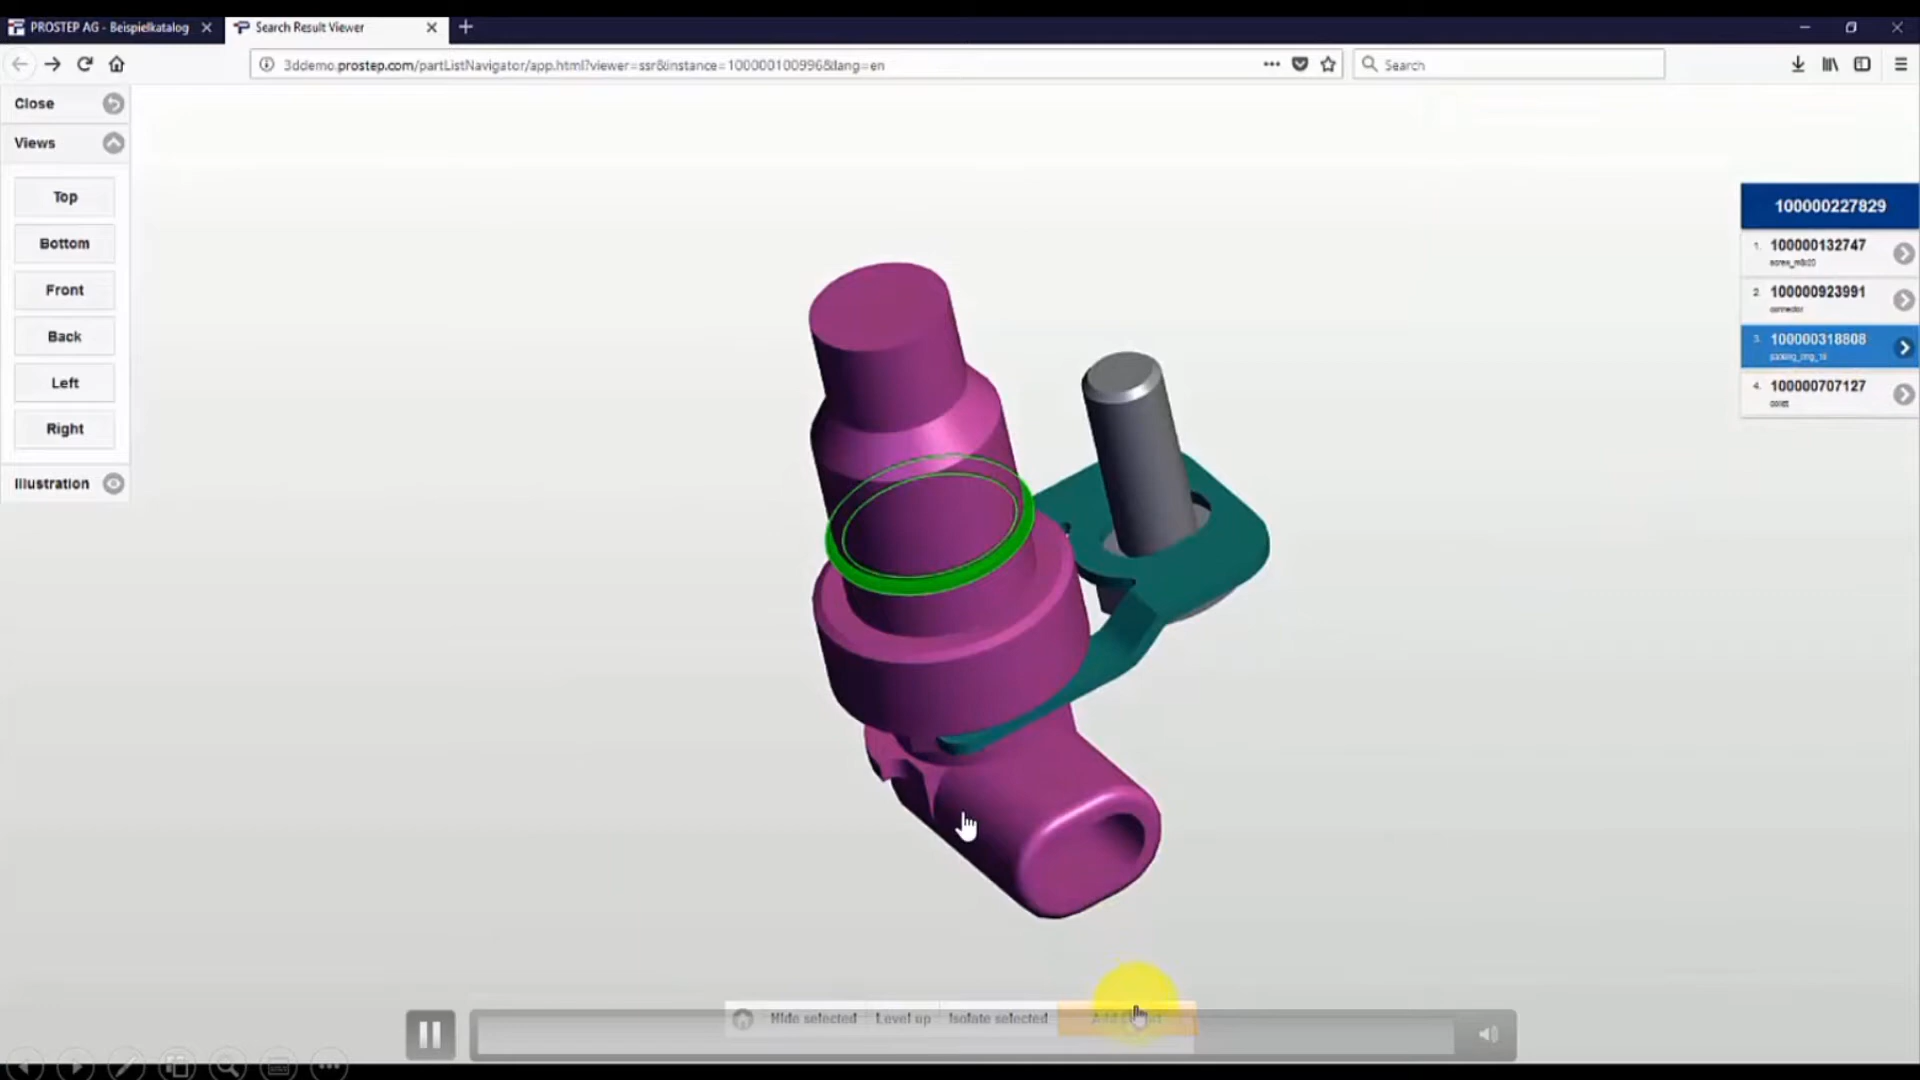 PROSTEP AG - Beispielkatalog
Search Result Viewer
3ddemo.prostep.com/partListNavigator/app.html?viewer=ssr&instance=100000100996&lang=en
Search
Close
Views
Top
Bottom
Front
Back
Left
Right
Illustration
100000227829
1. 100000132747
2. 100000923991
connector
3. 100000318808
4. 100000707127
Hide selected
Level up
Isolate selected